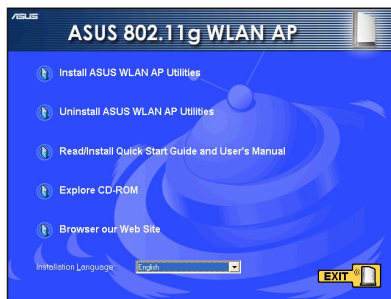 ASUS
ASUS 802.11g WLAN AP
Install ASUS WLAN AP Utilities
Uninstall ASUS WLAN AP Utilities
Read/Install Quick Start Guide and User's Manual
Explore CD-ROM
Browser our Web Site
Installation Language: English
EXIT